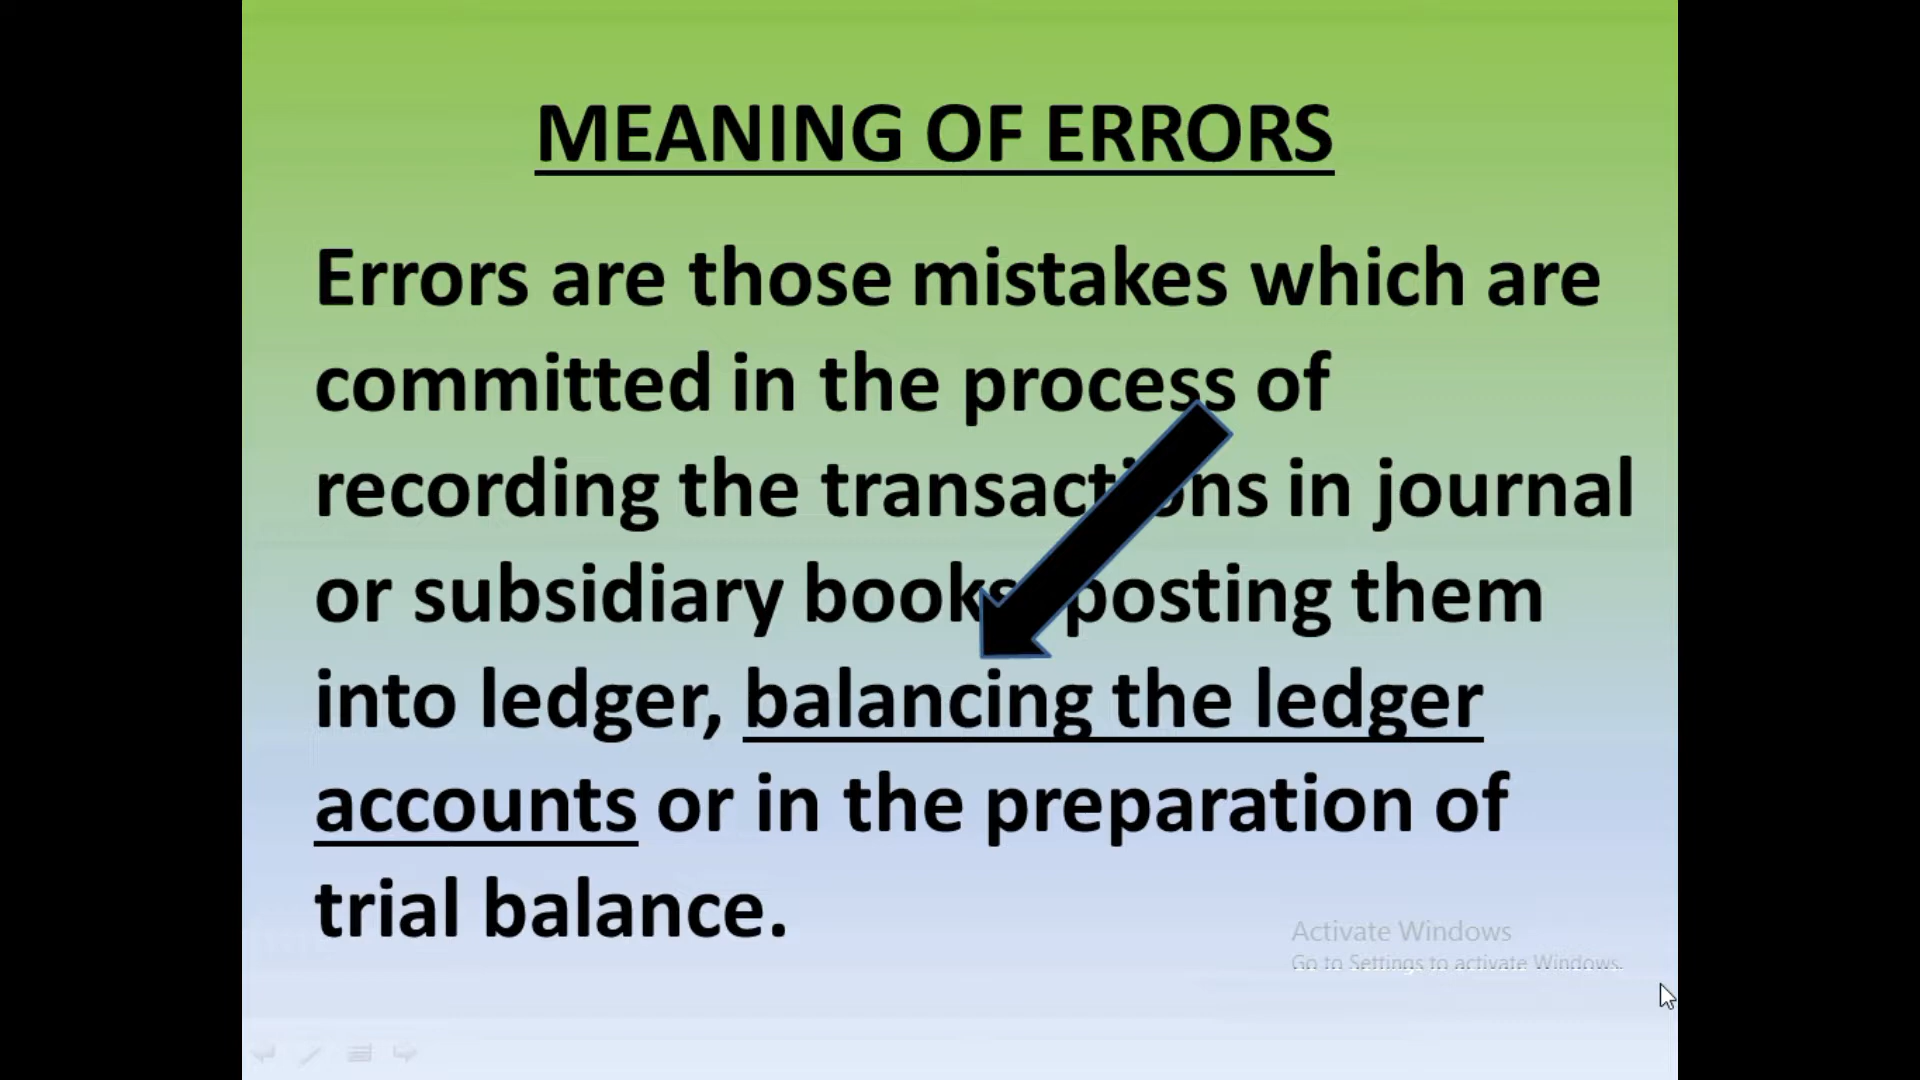 MEANING OF ERRORS
Errors are those mistakes which are
committed in the process of
recording the transactions in journal
or subsidiary books posting them
into ledger, balancing the ledger
accounts or in the preparation of
trial balance.
Activate Windows
Go to Settings to activate Windows.